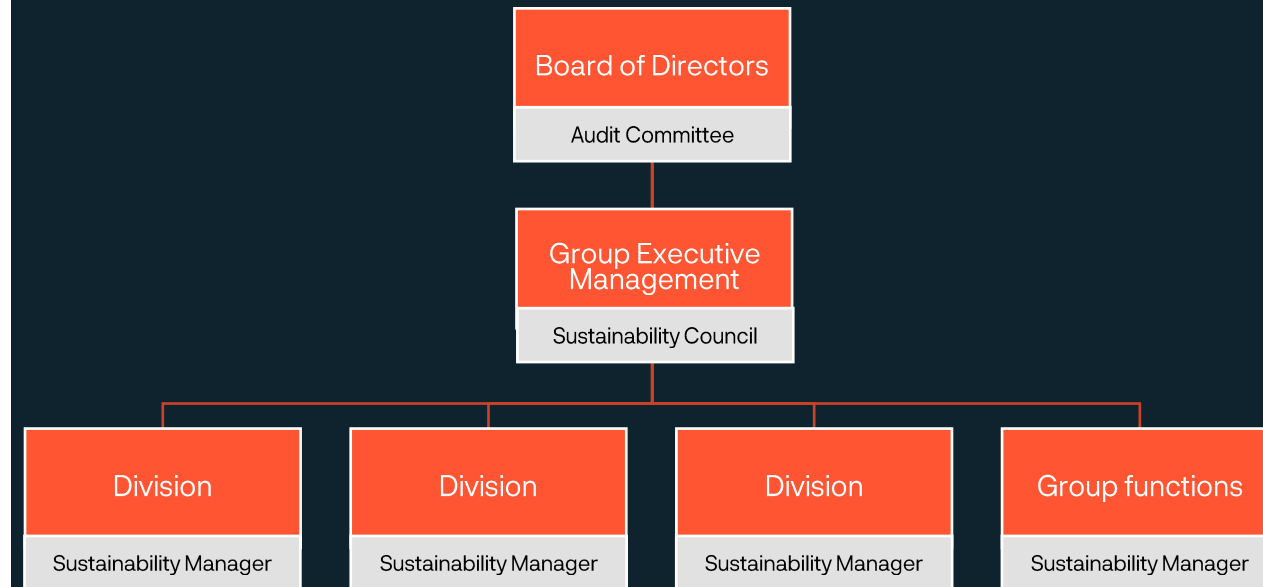 Board of Directors
Audit Committee
Group Executive
Management
Sustainability Council
Division
Division
Division
Group functions
Sustainability Manager
Sustainability Manager
Sustainability Manager
Sustainability Manager